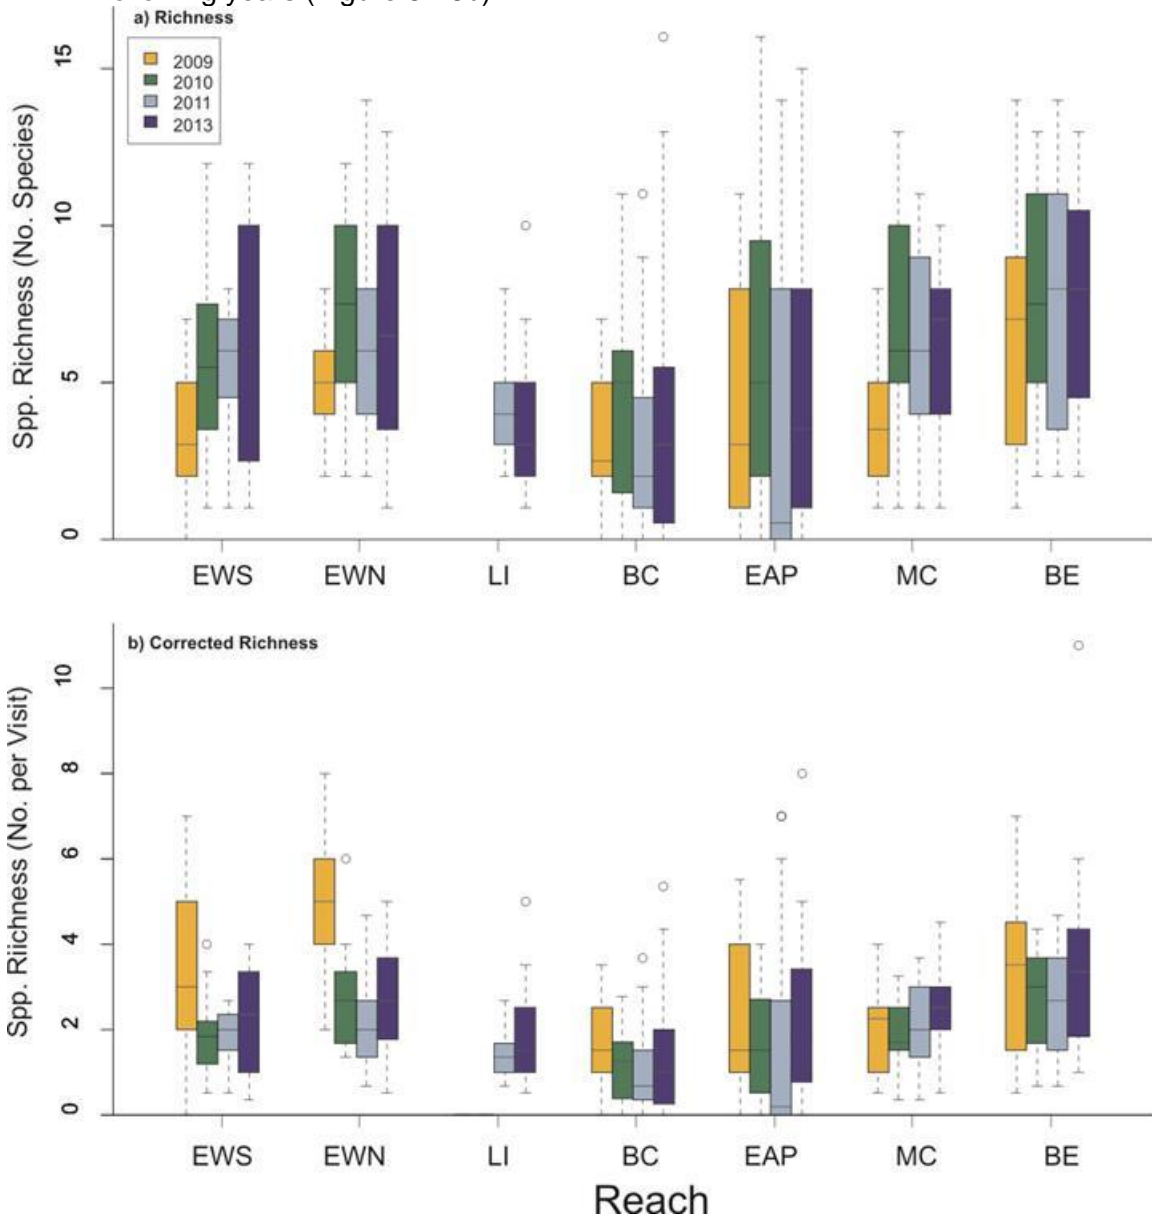 a) Richness
2009
2010
2011
2013
Spp. Richness (No. Species)
15
10
5
0
EWS EWN LI BC EAP MC BE
b) Corrected Richness
Spp. Riichness (No. per Visit)
10
8
6
4
2
0
EWS EWN LI BC EAP MC BE
Reach